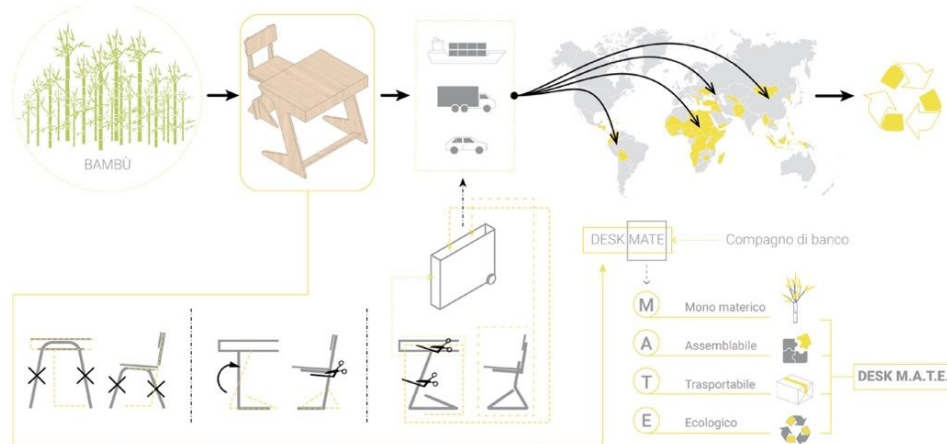 BAMBÙ
DESK MATE
Compagno di banco
M Mono materico
A Assemblabile
T Trasportabile
E Ecologico
DESK M.A.T.E.